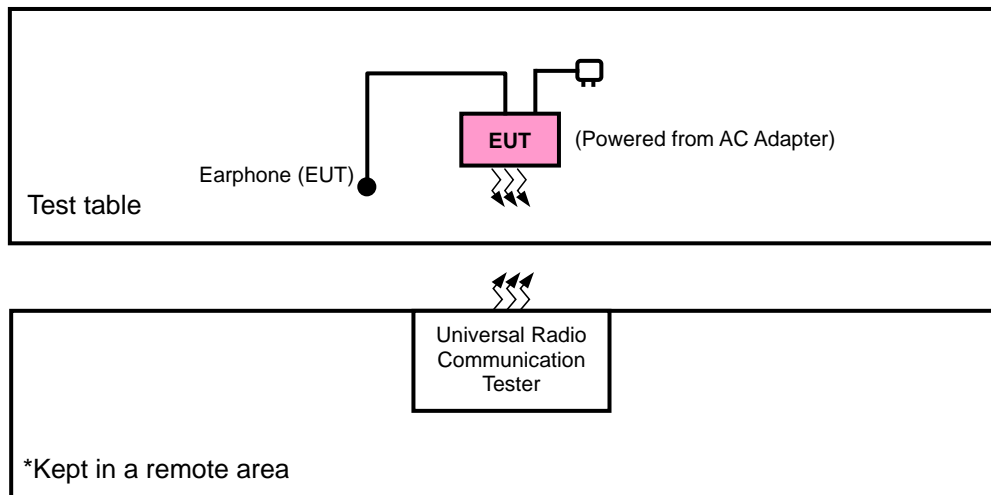 EUT
(Powered from AC Adapter)
Earphone (EUT)
Test table
Universal Radio
Communication
Tester
*Kept in a remote area